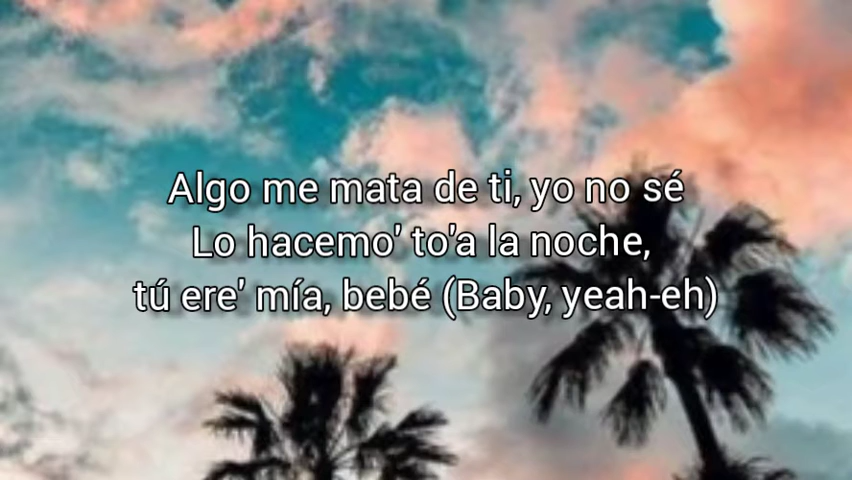 Algo me mata de ti, yo no sé
Lo hacemo' to'a la noche,
tú ere' mía, bebé (Baby, yeah-eh)